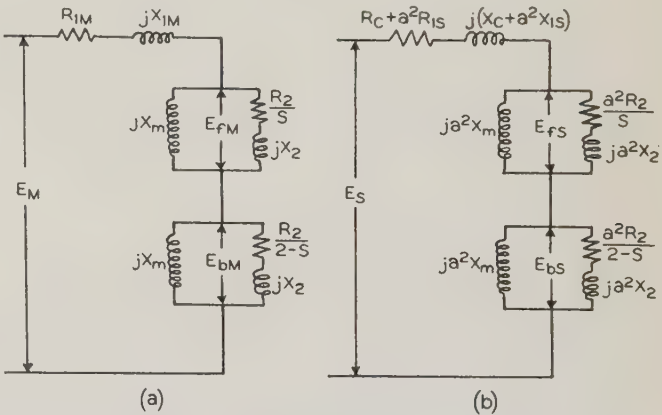 R1M
jX1M
jXm
EfM
R2
S
jX2
EM
jXm
EbM
R2
2-S
jX2
(a)
RC+a²R1S
j(XC+a²X1S)
ja²Xm
EfS
a²R2
S
ja²X2
ES
ja²Xm
EbS
a²R2
2-S
ja²X2
(b)